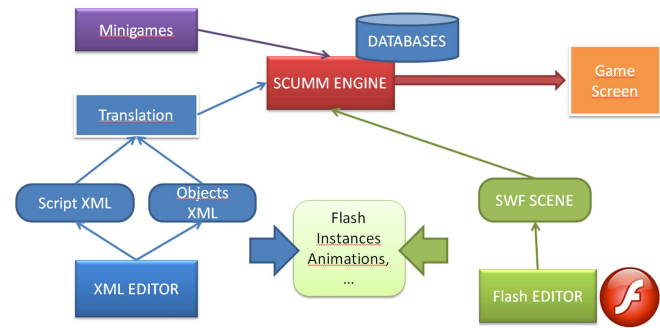 Minigames
DATABASES
SCUMM ENGINE
Game
Screen
Translation
Script XML
Objects
XML
Flash
Instances
Animations,
...
SWF SCENE
XML EDITOR
Flash EDITOR